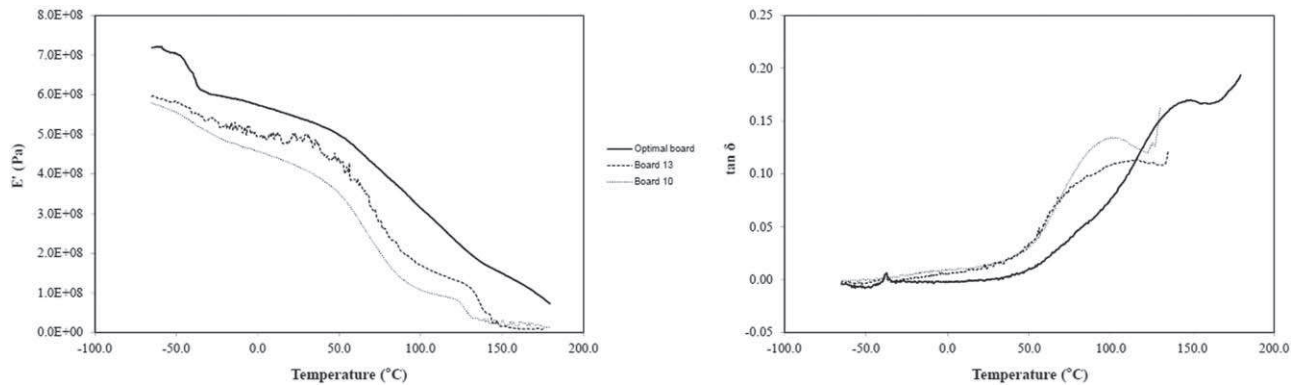 8.0E+08
7.0E+08
6.0E+08
5.0E+08
4.0E+08
3.0E+08
2.0E+08
1.0E+08
0.0E+00
E' (Pa)
-100.0 -50.0 0.0 50.0 100.0 150.0 200.0
Temperature (°C)
Optimal board
Board 13
Board 10
0.25
0.20
0.15
0.10
0.05
0.00
-0.05
tan δ
-100.0 -50.0 0.0 50.0 100.0 150.0 200.0
Temperature (°C)